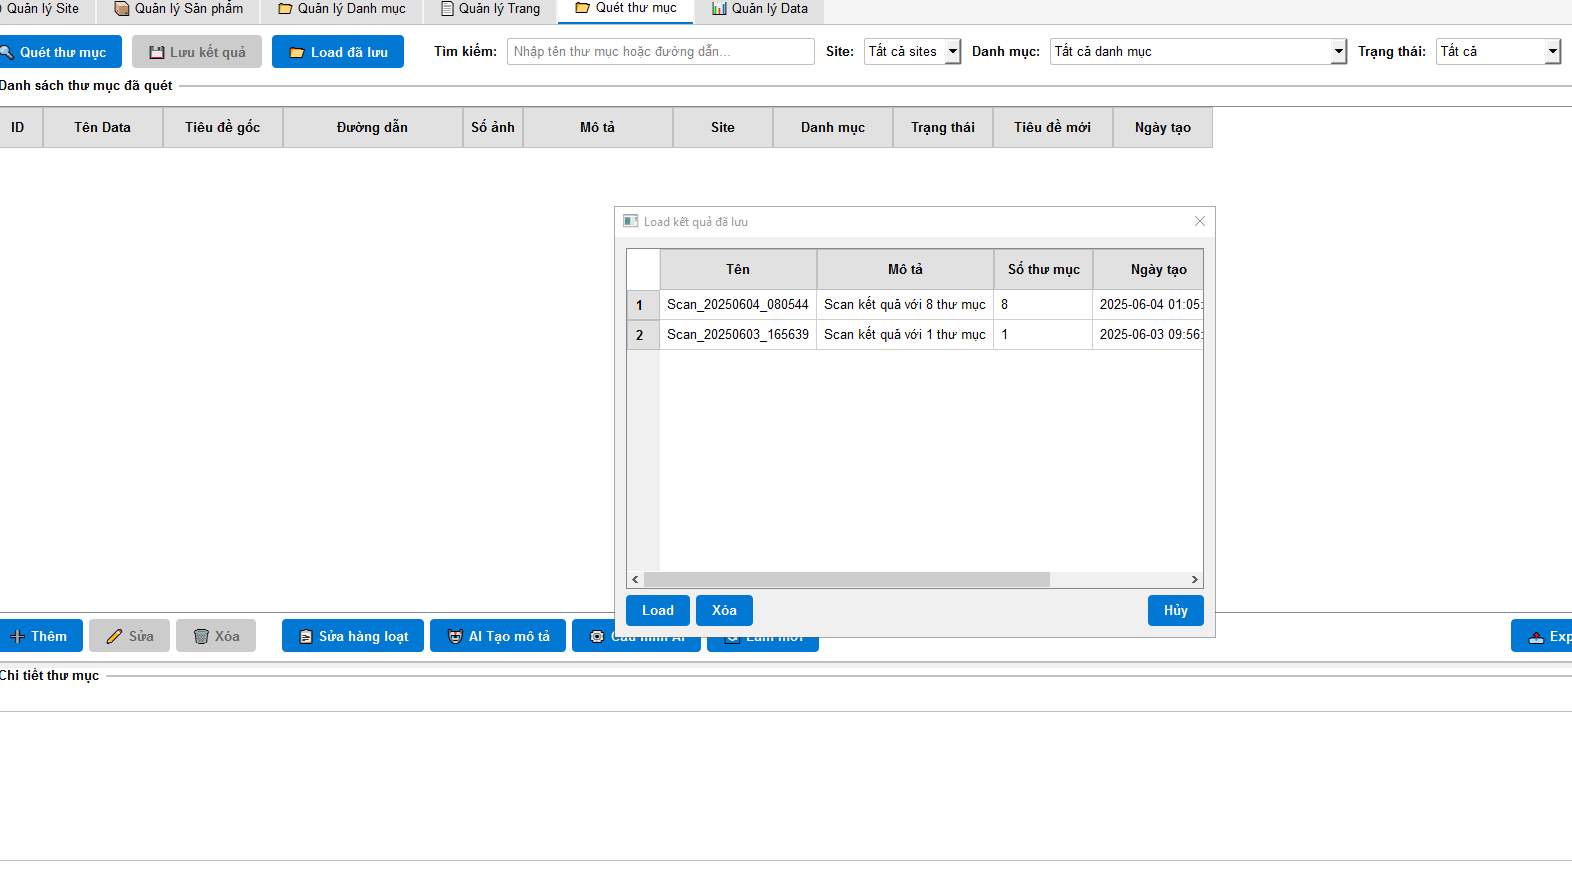 Quản lý Site Quản lý Sản phẩm Quản lý Danh mục Quản lý Trang Quét thư mục Quản lý Data
Quét thư mục Lưu kết quả Load đã lưu Tìm kiếm: Nhập tên thư mục hoặc đường dẫn... Site: Tất cả sites Danh mục: Tất cả danh mục Trạng thái: Tất cả
Danh sách thư mục đã quét
ID Tên Data Tiêu đề gốc Đường dẫn Số ảnh Mô tả Site Danh mục Trạng thái Tiêu đề mới Ngày tạo
Load kết quả đã lưu
Tên Mô tả Số thư mục Ngày tạo
1 Scan_20250604_080544 Scan kết quả với 8 thư mục 8 2025-06-04 01:05:
2 Scan_20250603_165639 Scan kết quả với 1 thư mục 1 2025-06-03 09:56:
Load Xóa Hủy
Thêm Sửa Xóa Sửa hàng loạt AI Tạo mô tả Cấu hình AI Làm mới Exp
Chi tiết thư mục